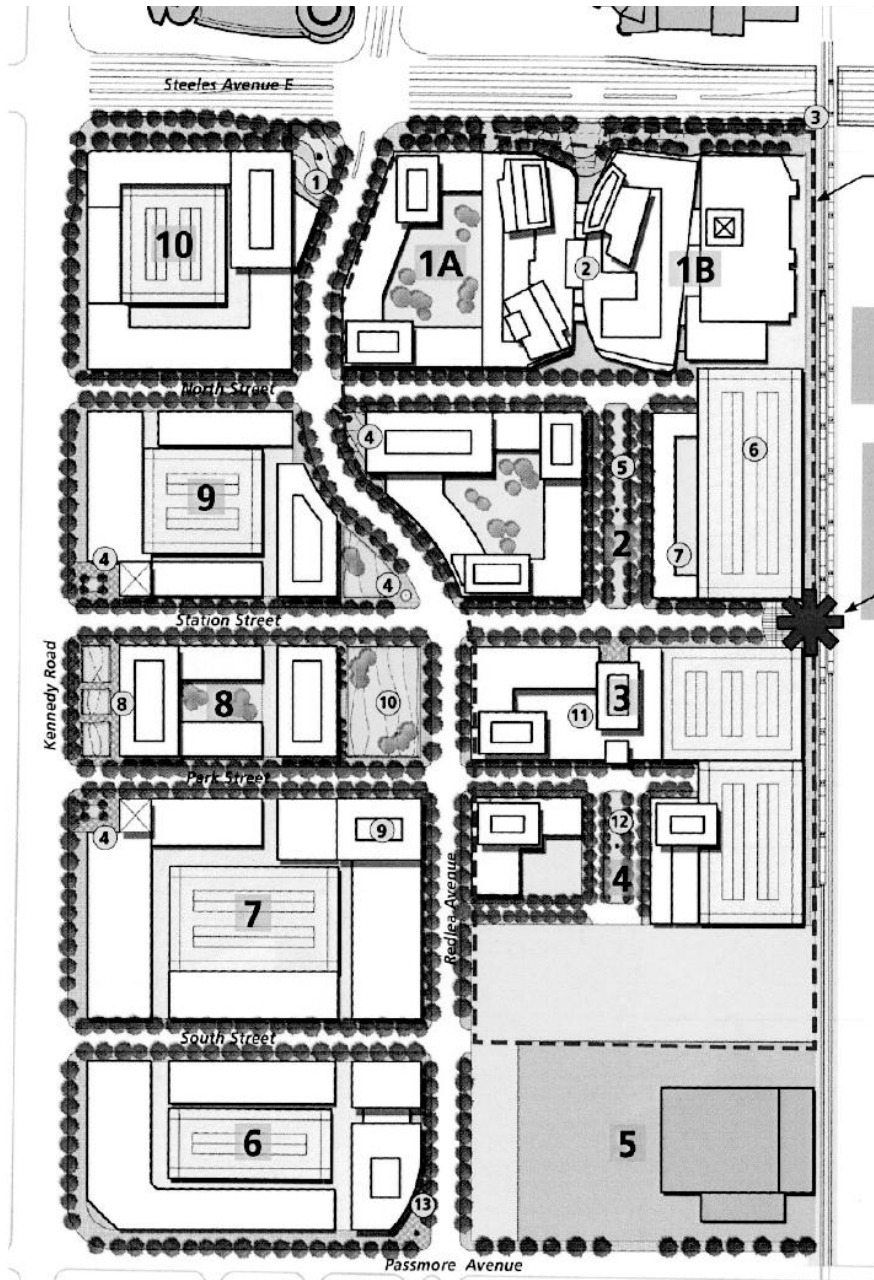 Steeles Avenue E
3
1
10
1A
2
1B
North Street
4
5
6
9
2
7
4
4
Station Street
Kennedy Road
8
8
10
11
3
Park Street
4
9
12
7
Redlea Avenue
4
South Street
6
5
13
Passmore Avenue